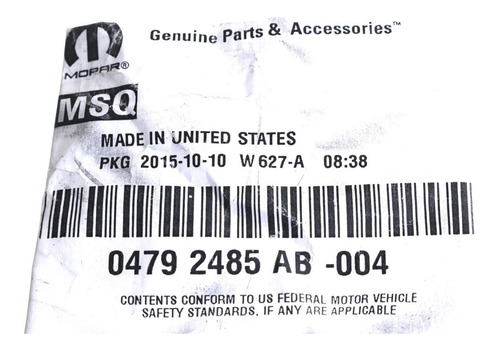 Genuine Parts & Accessories™
MOPAR®
MSQ
MADE IN UNITED STATES
PKG 2015-10-10 W627-A 08:38
0479 2485 AB -004
CONTENTS CONFORM TO US FEDERAL MOTOR VEHICLE
SAFETY STANDARDS, IF ANY ARE APPLICABLE